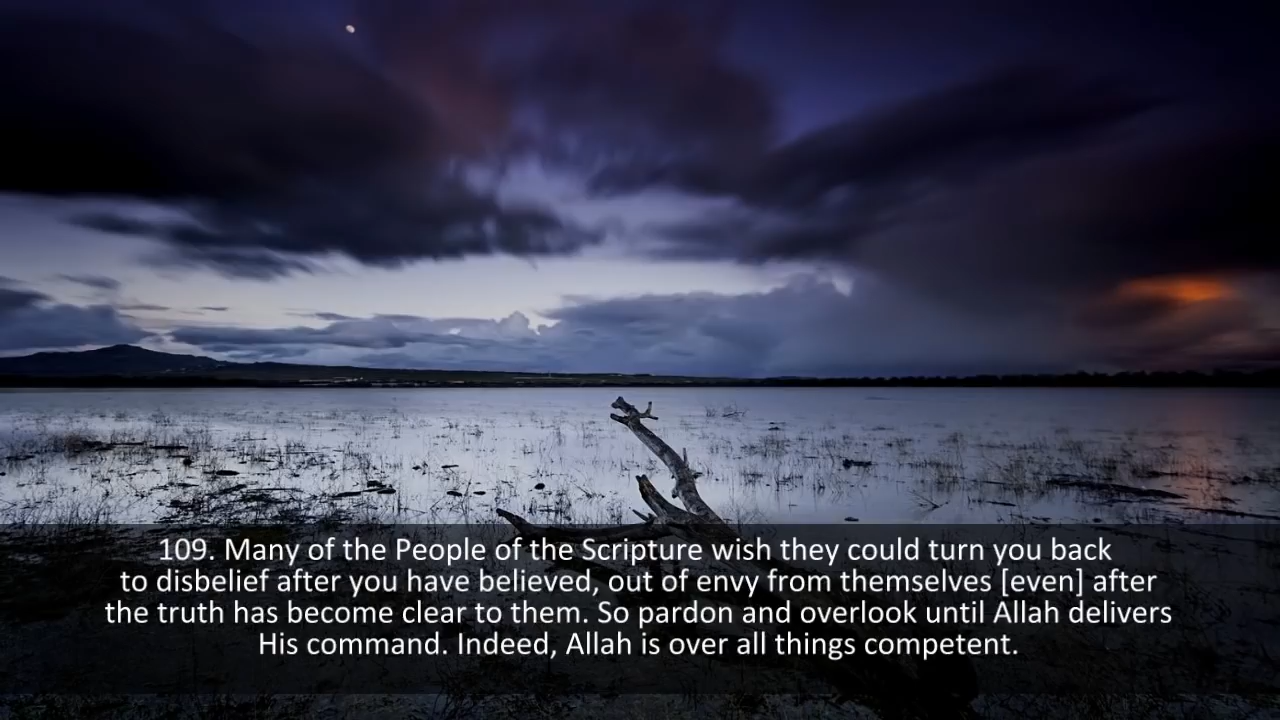 109. Many of the People of the Scripture wish they could turn you back
to disbelief after you have believed, out of envy from themselves [even] after
the truth has become clear to them. So pardon and overlook until Allah delivers
His command. Indeed, Allah is over all things competent.